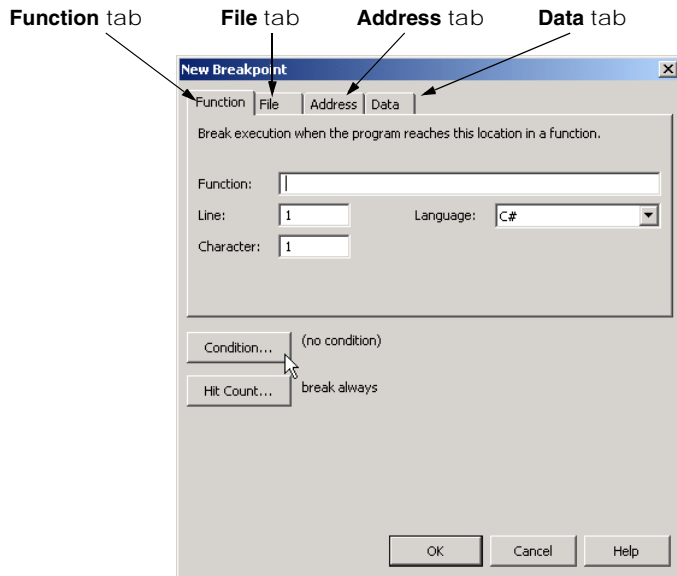 Function tab File tab Address tab Data tab
New Breakpoint
Function File Address Data
Break execution when the program reaches this location in a function.
Function:
Line: 1 Language: C#
Character: 1
Condition... (no condition)
Hit Count... break always
OK Cancel Help